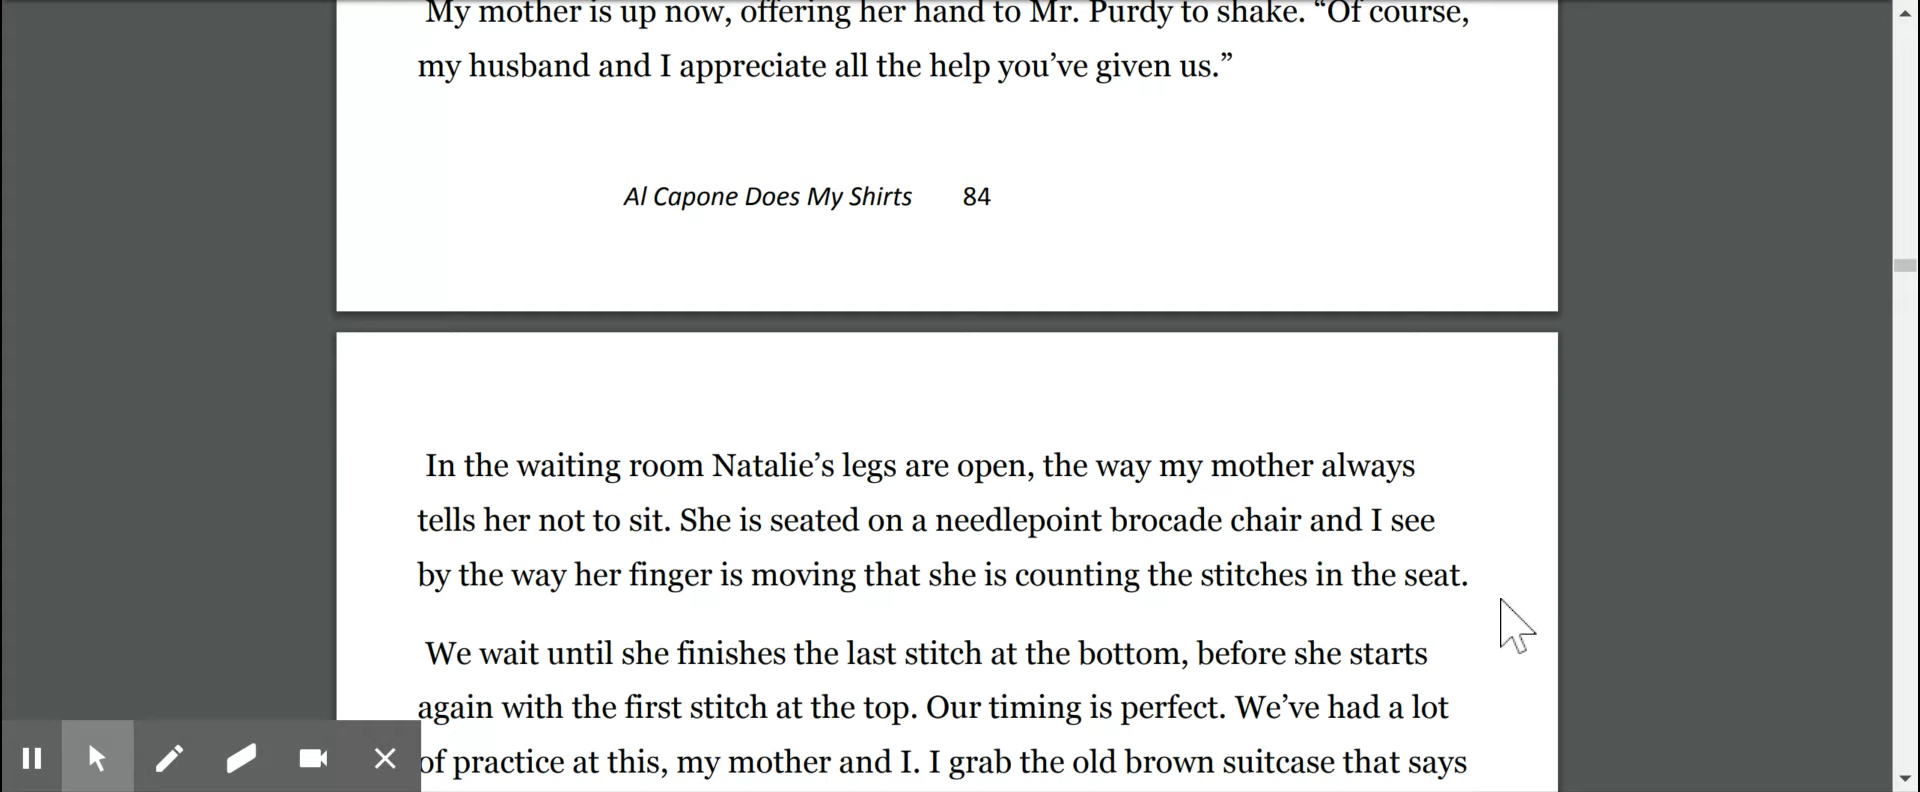 My mother is up now, offering her hand to Mr. Purdy to shake. “Of course,
my husband and I appreciate all the help you’ve given us.”
Al Capone Does My Shirts 84
In the waiting room Natalie’s legs are open, the way my mother always
tells her not to sit. She is seated on a needlepoint brocade chair and I see
by the way her finger is moving that she is counting the stitches in the seat.
We wait until she finishes the last stitch at the bottom, before she starts
again with the first stitch at the top. Our timing is perfect. We’ve had a lot
of practice at this, my mother and I. I grab the old brown suitcase that says